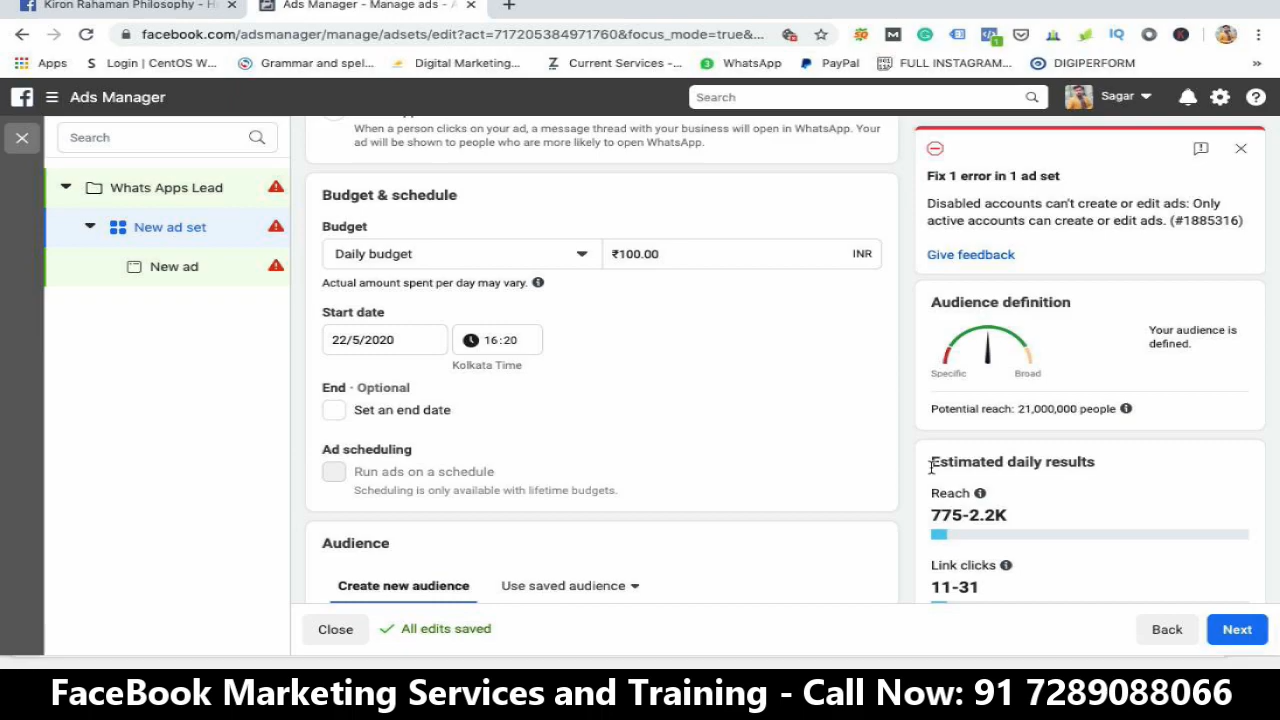 Kiron Rahaman Philosophy - H
Ads Manager - Manage ads - A
facebook.com/adsmanager/manage/adsets/edit?act=717205384971760&focus_mode=true&...
Apps
Login | CentOS W...
Grammar and spel...
Digital Marketing...
Current Services -...
WhatsApp
PayPal
FULL INSTAGRAM...
DIGIPERFORM
»
Ads Manager
Search
Sagar
Search
Whats Apps Lead
New ad set
New ad
When a person clicks on your ad, a message thread with your business will open in WhatsApp. Your
ad will be shown to people who are more likely to open WhatsApp.
Budget & schedule
Budget
Daily budget
₹100.00
INR
Actual amount spent per day may vary.
Start date
22/5/2020
16:20
Kolkata Time
End · Optional
Set an end date
Ad scheduling
Run ads on a schedule
Scheduling is only available with lifetime budgets.
Audience
Create new audience
Use saved audience
Fix 1 error in 1 ad set
Disabled accounts can't create or edit ads: Only
active accounts can create or edit ads. (#1885316)
Give feedback
Audience definition
Your audience is
defined.
Specific
Broad
Potential reach: 21,000,000 people
Estimated daily results
Reach
775-2.2K
Link clicks
11-31
Close
All edits saved
Back
Next
FaceBook Marketing Services and Training - Call Now: 91 7289088066